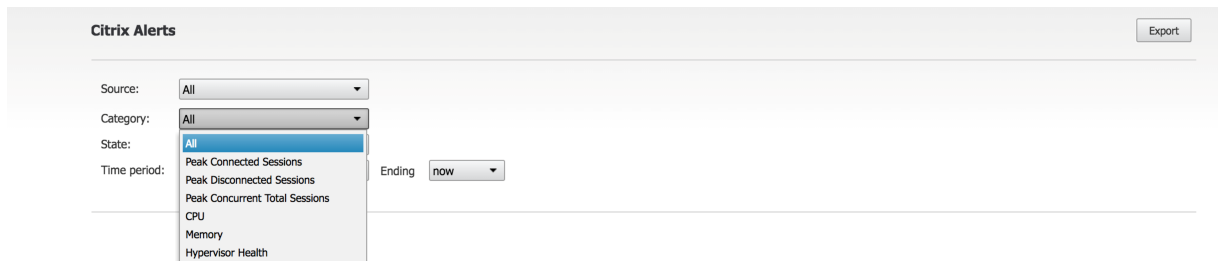 Citrix Alerts
Export
Source: All
Category: All
State: All
Time period: Peak Connected Sessions
Peak Disconnected Sessions Ending now
Peak Concurrent Total Sessions
CPU
Memory
Hypervisor Health